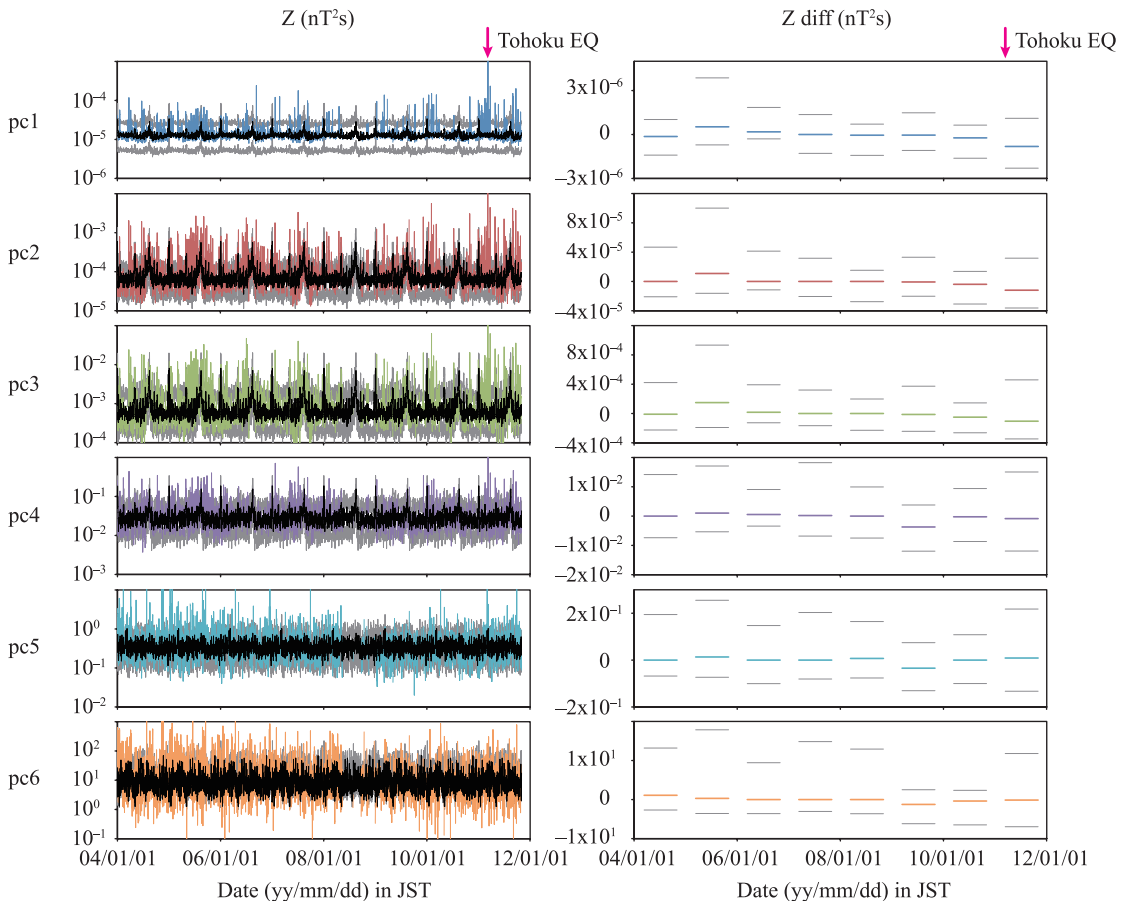 Z (nT²s)
Z diff (nT²s)
Tohoku EQ
Tohoku EQ
pc1
10⁻⁴
10⁻⁵
10⁻⁶
3x10⁻⁶
0
–3x10⁻⁶
pc2
10⁻³
10⁻⁴
10⁻⁵
8x10⁻⁵
4x10⁻⁵
0
–4x10⁻⁵
pc3
10⁻²
10⁻³
10⁻⁴
8x10⁻⁴
4x10⁻⁴
0
–4x10⁻⁴
pc4
10⁻¹
10⁻²
10⁻³
1x10⁻²
0
–1x10⁻²
–2x10⁻²
pc5
10⁰
10⁻¹
10⁻²
2x10⁻¹
0
–2x10⁻¹
pc6
10²
10¹
10⁰
10⁻¹
1x10¹
0
–1x10¹
04/01/01 06/01/01 08/01/01 10/01/01 12/01/01
04/01/01 06/01/01 08/01/01 10/01/01 12/01/01
Date (yy/mm/dd) in JST
Date (yy/mm/dd) in JST